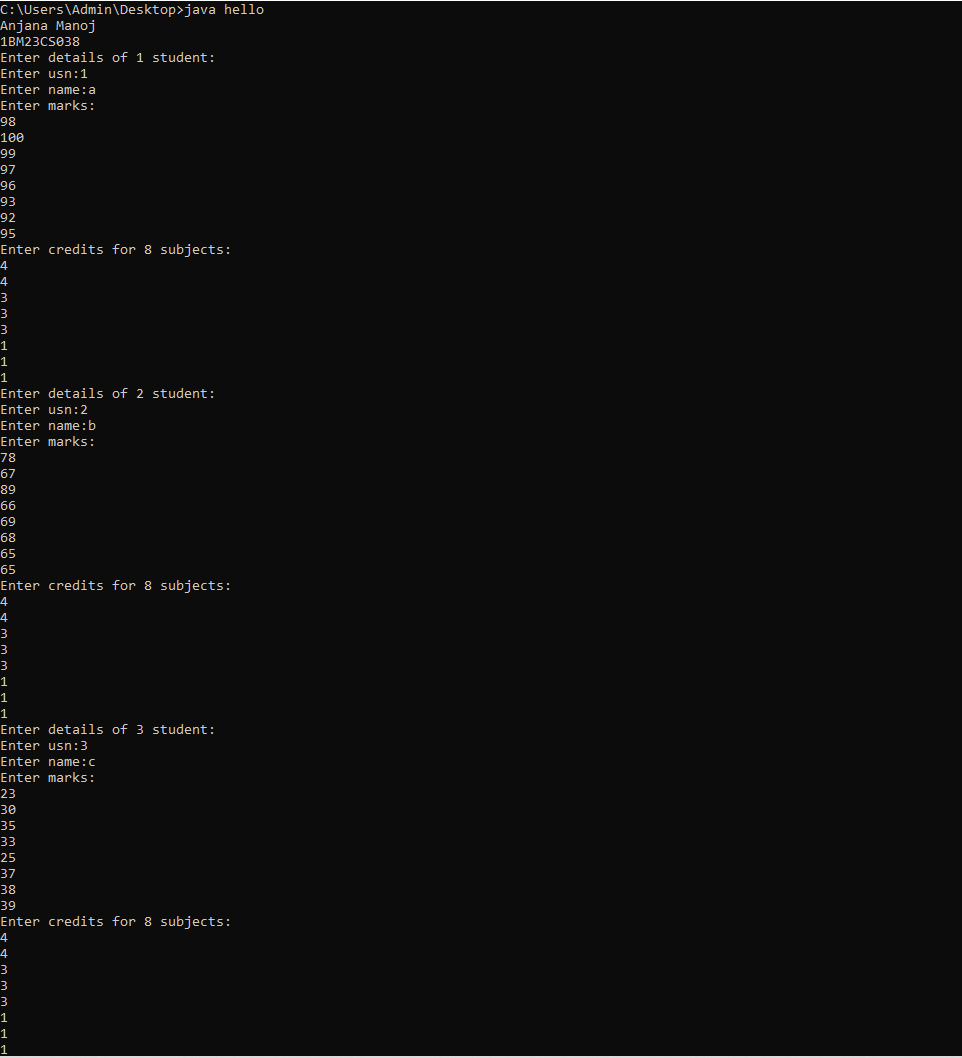 C:\Users\Admin\Desktop>java hello
Anjana Manoj
1BM23CS038
Enter details of 1 student:
Enter usn:1
Enter name:a
Enter marks:
98
100
99
97
96
93
92
95
Enter credits for 8 subjects:
4
4
3
3
3
1
1
1
Enter details of 2 student:
Enter usn:2
Enter name:b
Enter marks:
78
67
89
66
69
68
65
65
Enter credits for 8 subjects:
4
4
3
3
3
1
1
1
Enter details of 3 student:
Enter usn:3
Enter name:c
Enter marks:
23
30
35
33
25
37
38
39
Enter credits for 8 subjects:
4
4
3
3
3
1
1
1